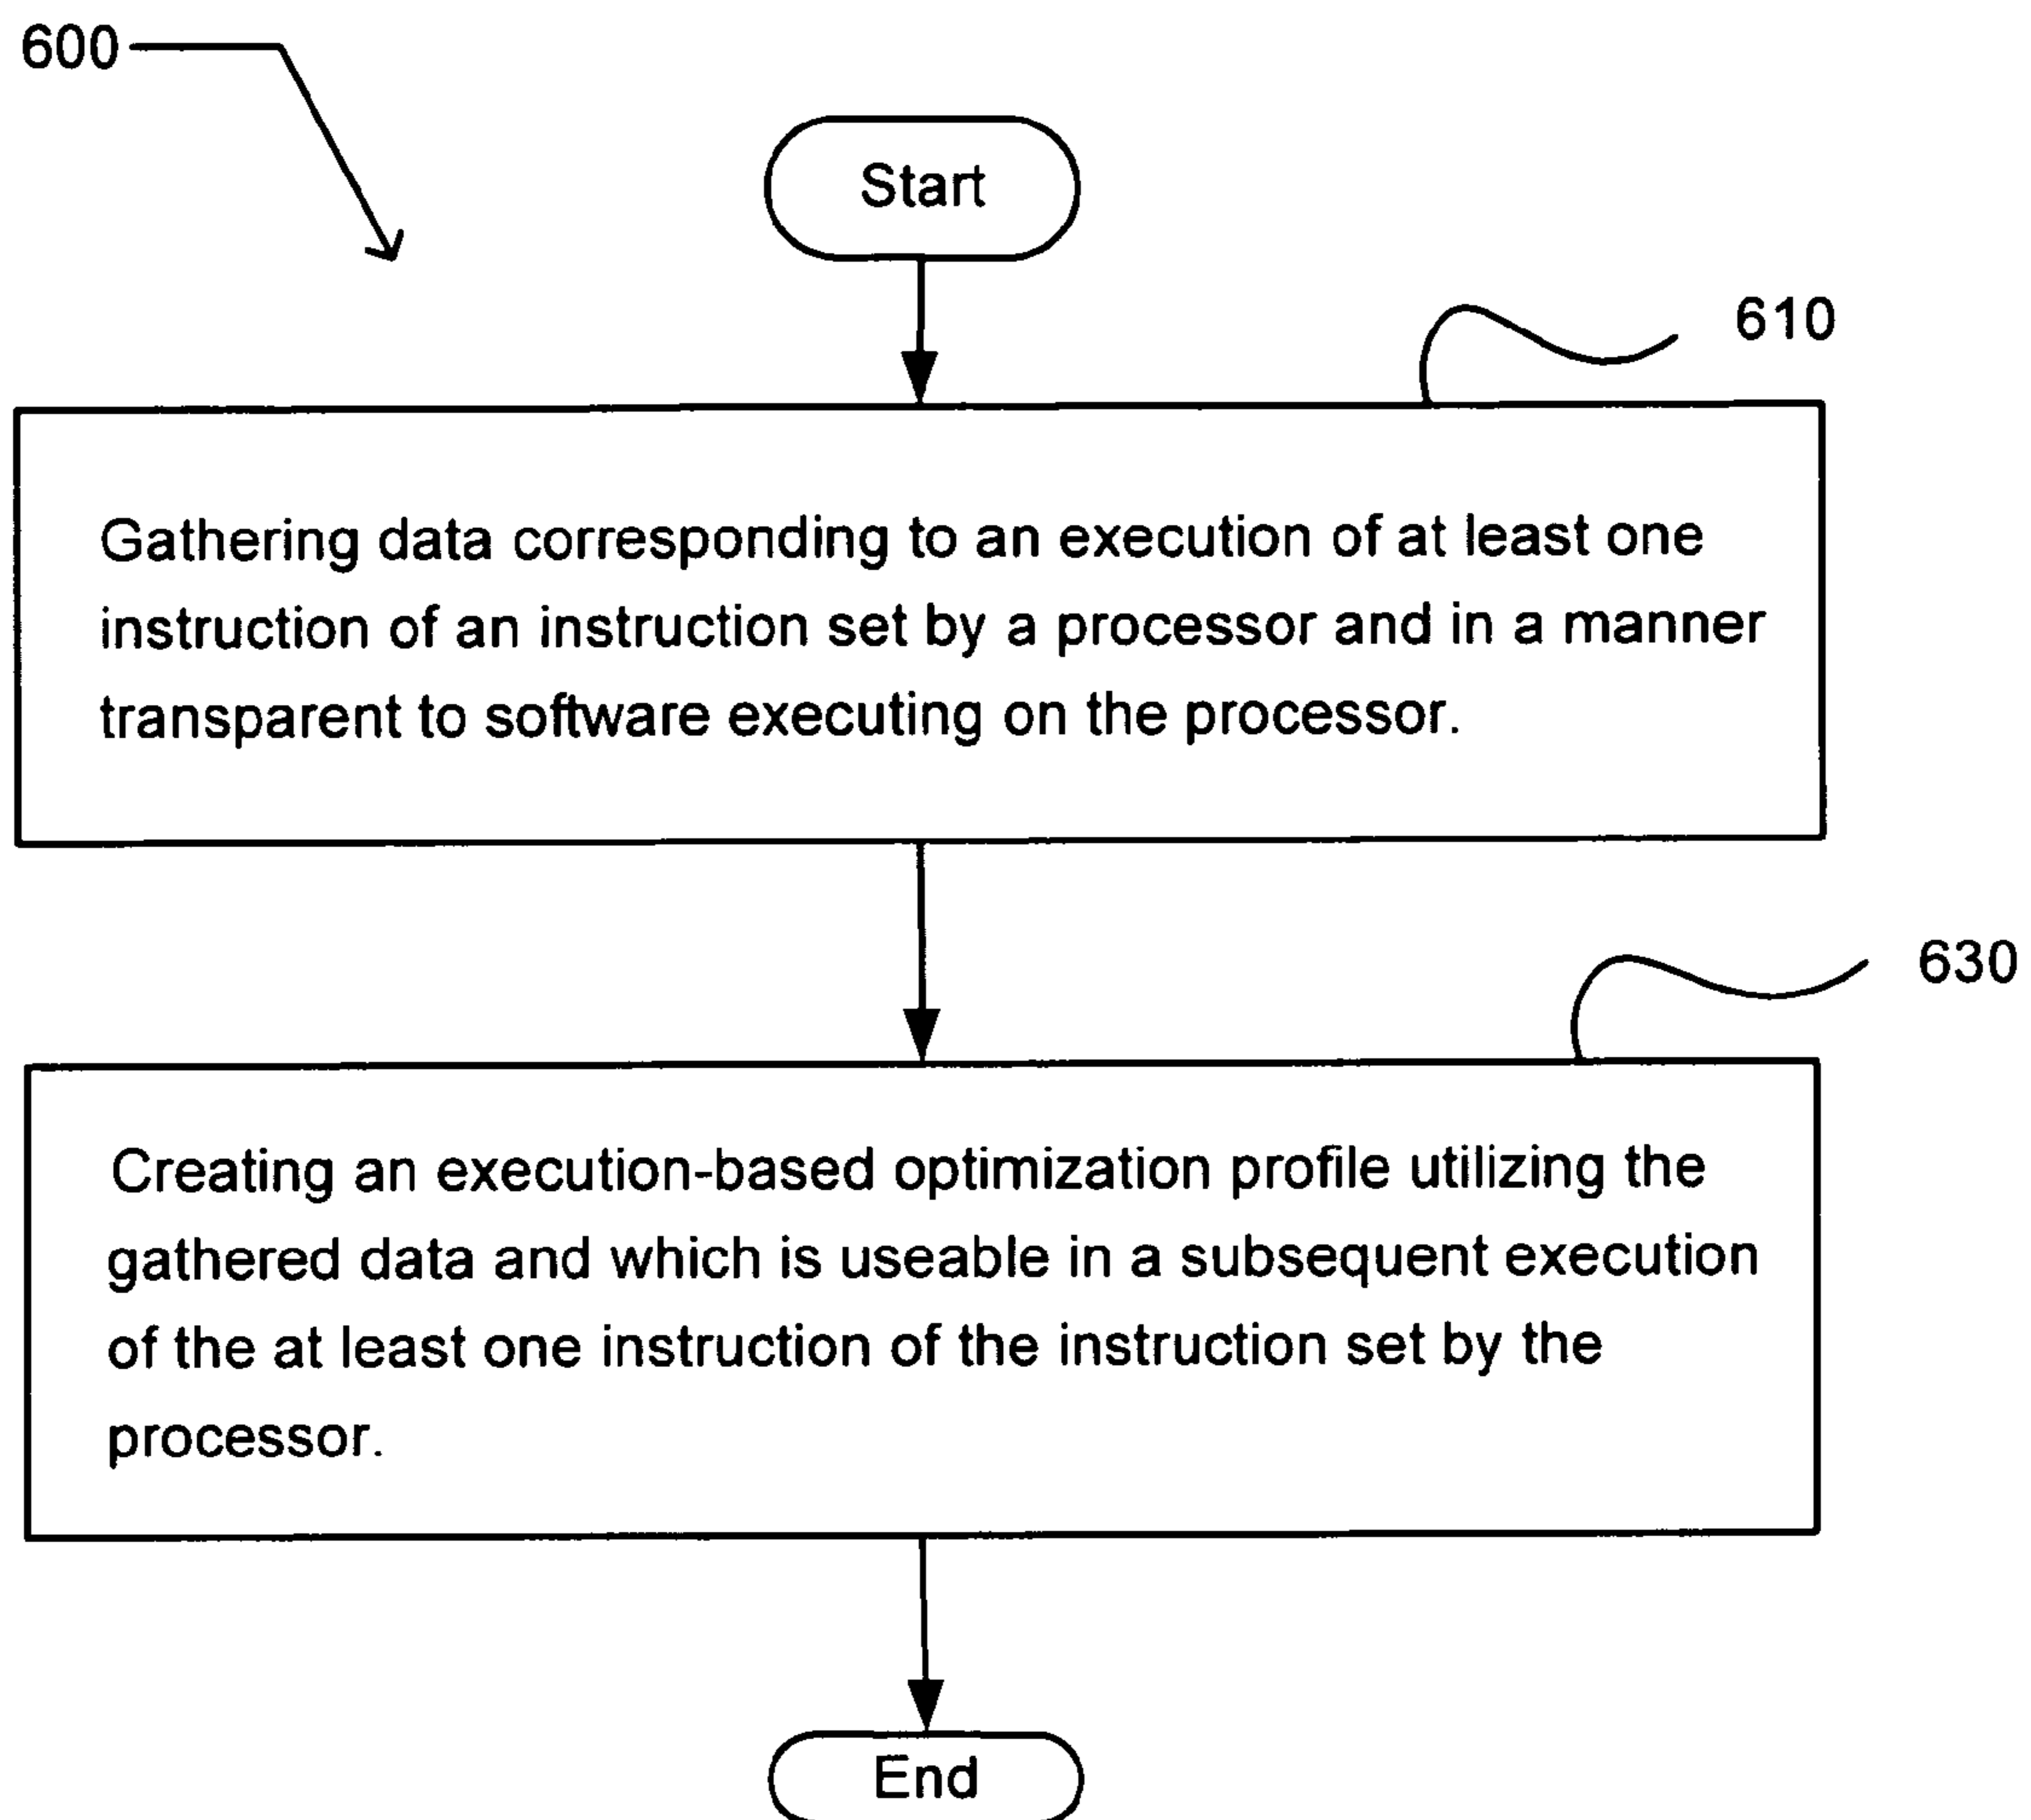 600
Start
610
Gathering data corresponding to an execution of at least one
instruction of an instruction set by a processor and in a manner
transparent to software executing on the processor.
630
Creating an execution-based optimization profile utilizing the
gathered data and which is useable in a subsequent execution
of the at least one instruction of the instruction set by the
processor.
End